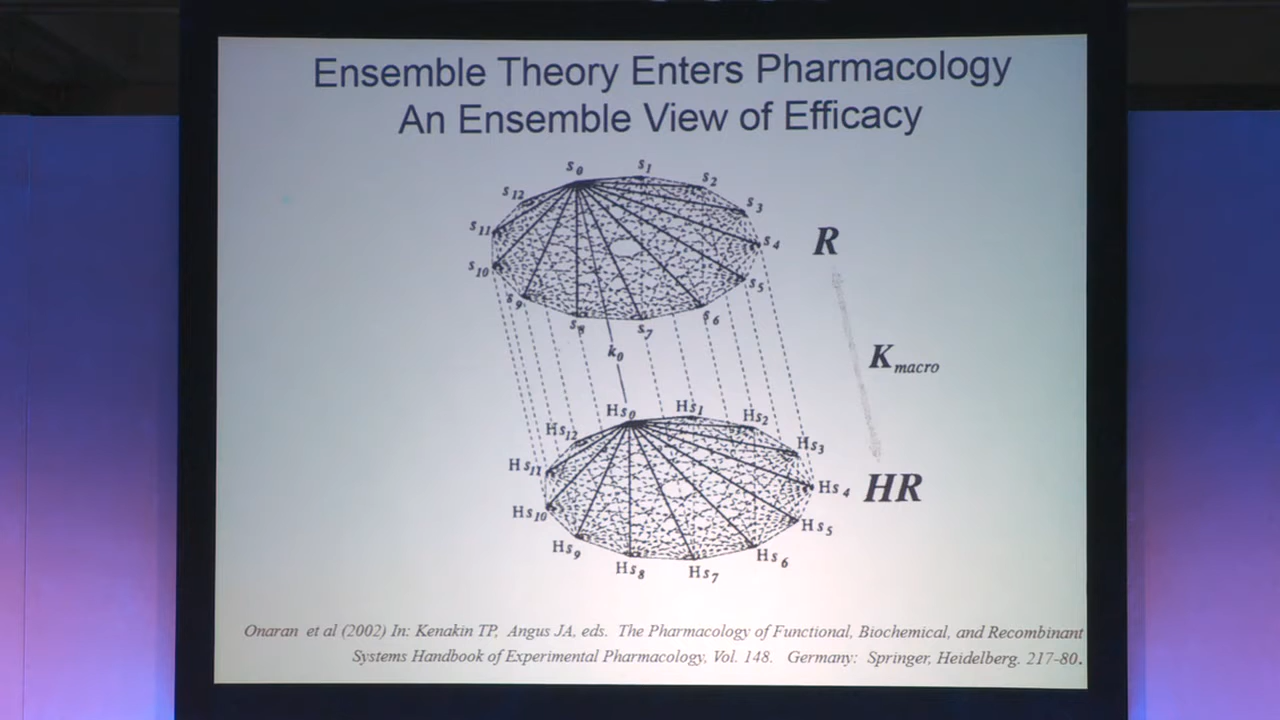 Ensemble Theory Enters Pharmacology
An Ensemble View of Efficacy
s0
s1
s2
s3
s4
s5
s6
s7
s8
s9
s10
s11
s12
R
k0
Kmacro
Hs0
Hs1
Hs2
Hs3
Hs4
HR
Hs5
Hs6
Hs7
Hs8
Hs9
Hs10
Hs11
Hs12
Onaran et al (2002) In: Kenakin TP, Angus JA, eds. The Pharmacology of Functional, Biochemical, and Recombinant
Systems Handbook of Experimental Pharmacology, Vol. 148. Germany: Springer, Heidelberg. 217-80.